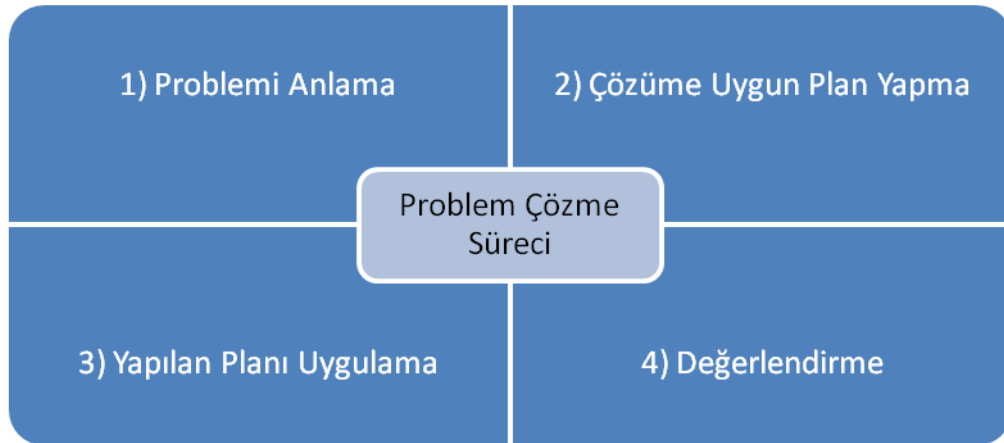 1) Problemi Anlama
2) Çözüme Uygun Plan Yapma
Problem Çözme
Süreci
3) Yapılan Planı Uygulama
4) Değerlendirme